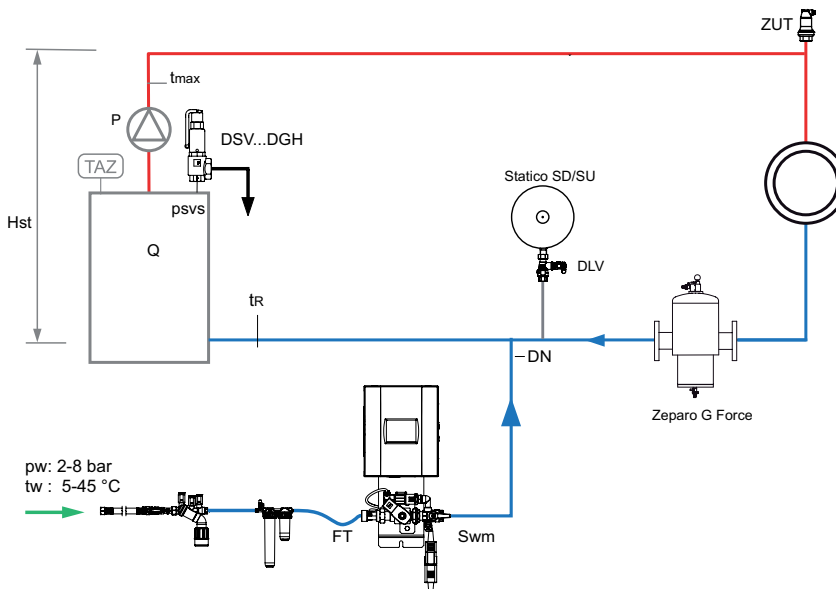 ZUT
tmax
P
DSV...DGH
TAZ
Statico SD/SU
psvs
Hst
Q
DLV
tR
DN
Zeparo G Force
pw: 2-8 bar
tw : 5-45 °C
FT
Swm